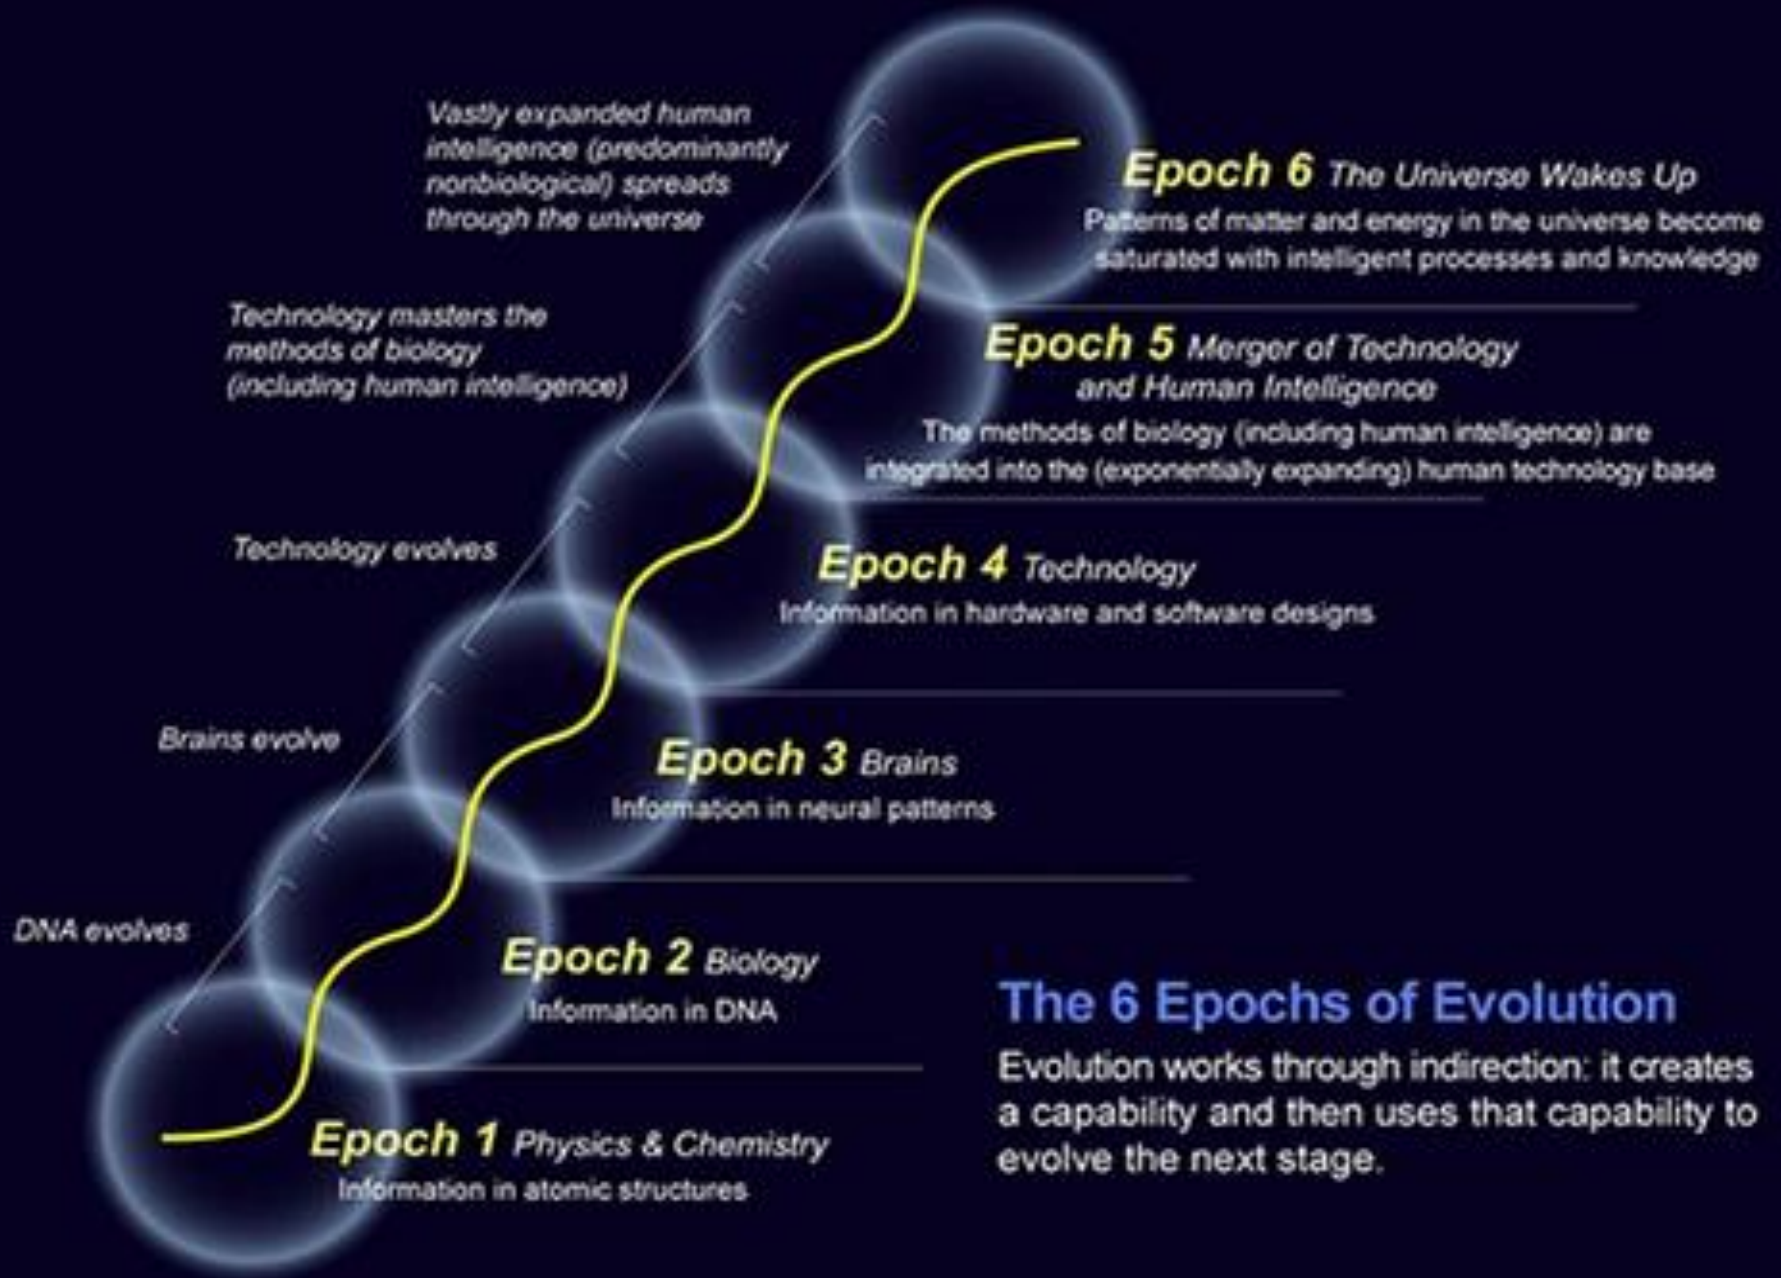 Vastly expanded human
intelligence (predominantly
nonbiological) spreads
through the universe
Epoch 6 The Universe Wakes Up
Patterns of matter and energy in the universe become
saturated with intelligent processes and knowledge
Technology masters the
methods of biology
(including human intelligence)
Epoch 5 Merger of Technology
and Human Intelligence
The methods of biology (including human intelligence) are
integrated into the (exponentially expanding) human technology base
Technology evolves
Epoch 4 Technology
Information in hardware and software designs
Brains evolve
Epoch 3 Brains
Information in neural patterns
DNA evolves
Epoch 2 Biology
Information in DNA
Epoch 1 Physics & Chemistry
Information in atomic structures
The 6 Epochs of Evolution
Evolution works through indirection: it creates
a capability and then uses that capability to
evolve the next stage.